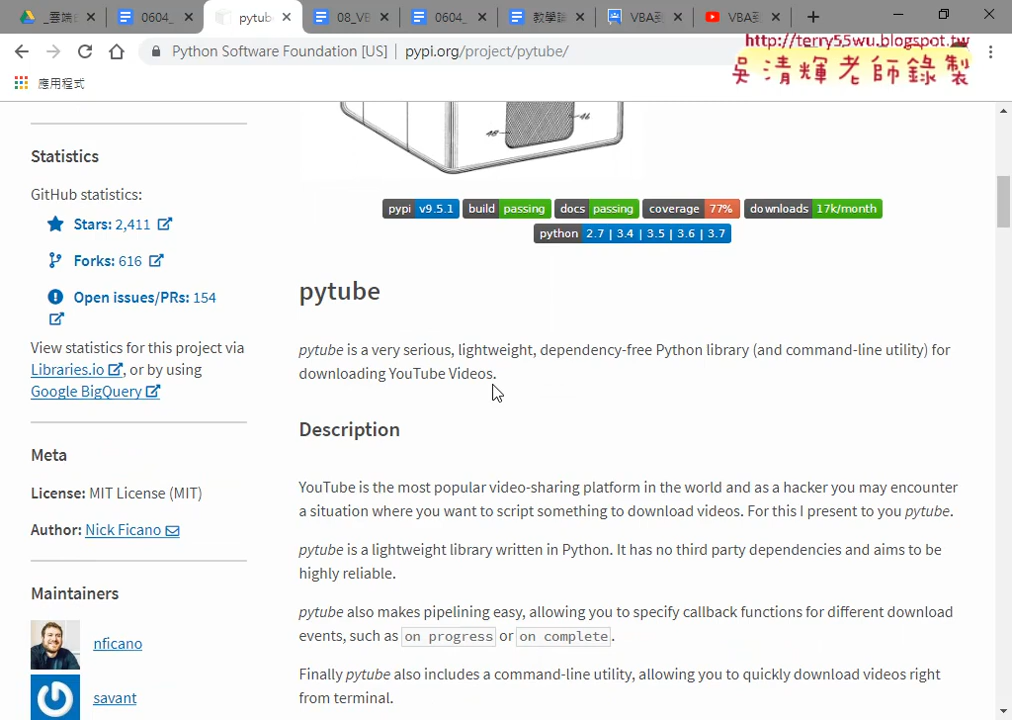 _雲端
0604_
pytub
08_VB
0604_
教學
VBA
VBA
Python Software Foundation [US] | pypi.org/project/pytube/
http://terry55wu.blogspot.tw
吳清輝老師錄製
應用程式
48
46
Statistics
GitHub statistics:
Stars: 2,411
Forks: 616
Open issues/PRs: 154
View statistics for this project via
Libraries.io, or by using
Google BigQuery
Meta
License: MIT License (MIT)
Author: Nick Ficano
Maintainers
nficano
savant
pypi v9.5.1 build passing docs passing coverage 77% downloads 17k/month
python 2.7 | 3.4 | 3.5 | 3.6 | 3.7
pytube
pytube is a very serious, lightweight, dependency-free Python library (and command-line utility) for
downloading YouTube Videos.
Description
YouTube is the most popular video-sharing platform in the world and as a hacker you may encounter
a situation where you want to script something to download videos. For this I present to you pytube.
pytube is a lightweight library written in Python. It has no third party dependencies and aims to be
highly reliable.
pytube also makes pipelining easy, allowing you to specify callback functions for different download
events, such as on progress or on complete.
Finally pytube also includes a command-line utility, allowing you to quickly download videos right
from terminal.